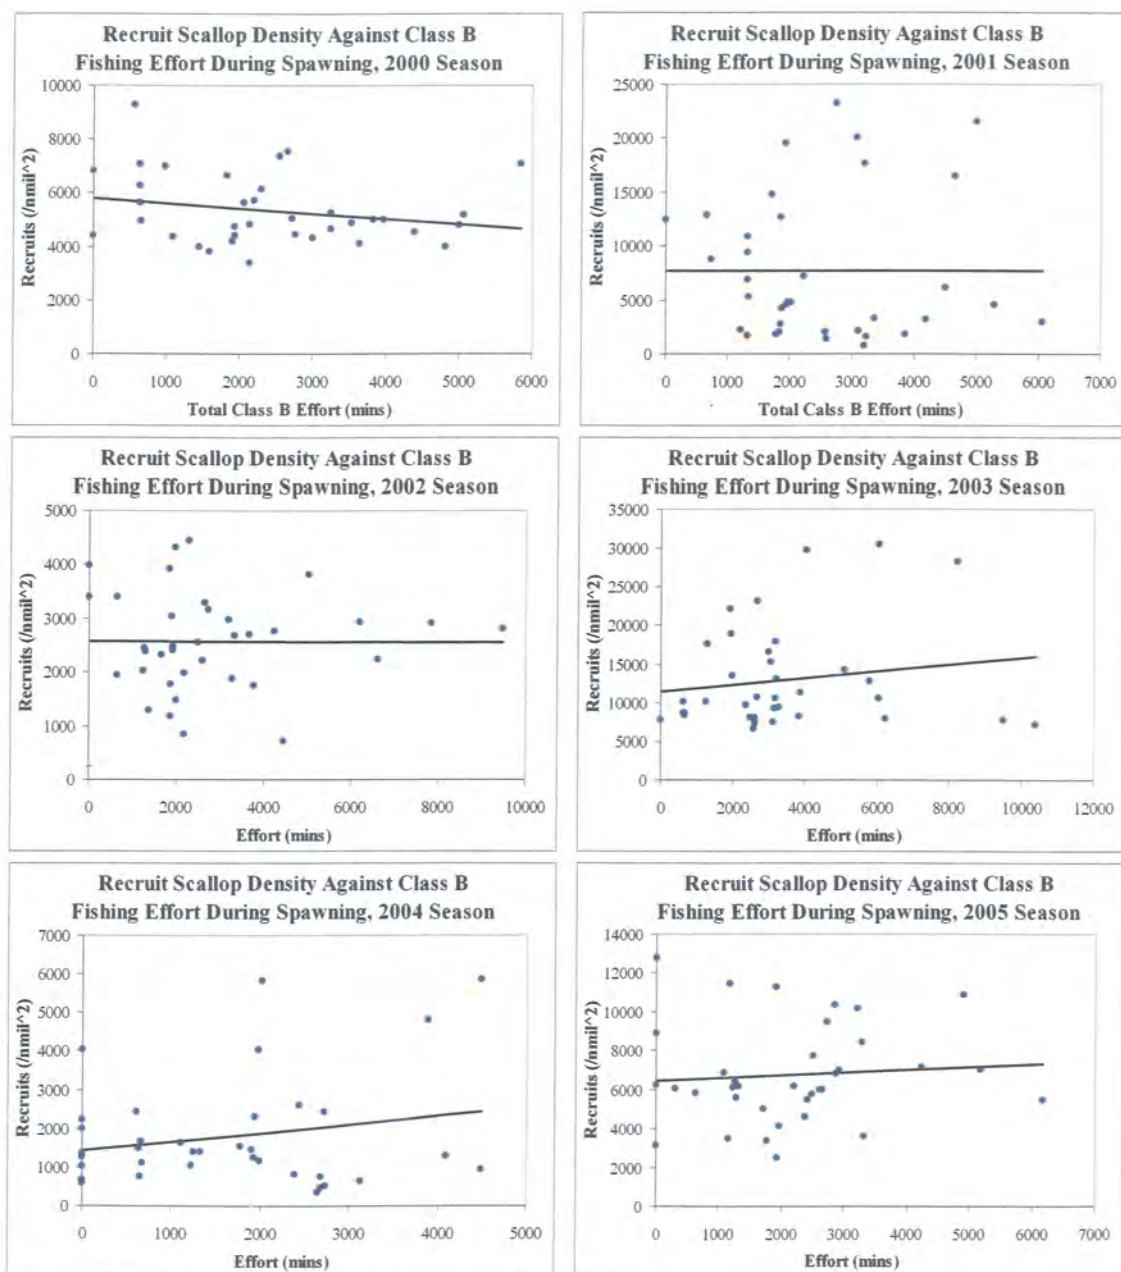 Recruit Scallop Density Against Class B
Fishing Effort During Spawning, 2000 Season
Recruits (/nmil^2)
10000
8000
6000
4000
2000
0
0 1000 2000 3000 4000 5000 6000
Total Class B Effort (mins)
Recruit Scallop Density Against Class B
Fishing Effort During Spawning, 2001 Season
Recruits (/nmil^2)
25000
20000
15000
10000
5000
0
0 1000 2000 3000 4000 5000 6000 7000
Total Calss B Effort (mins)
Recruit Scallop Density Against Class B
Fishing Effort During Spawning, 2002 Season
Recruits (/nmil^2)
5000
4000
3000
2000
1000
0
0 2000 4000 6000 8000 10000
Effort (mins)
Recruit Scallop Density Against Class B
Fishing Effort During Spawning, 2003 Season
Recruits (/nmil^2)
35000
30000
25000
20000
15000
10000
5000
0
0 2000 4000 6000 8000 10000 12000
Effort (mins)
Recruit Scallop Density Against Class B
Fishing Effort During Spawning, 2004 Season
Recruits (/nmil^2)
7000
6000
5000
4000
3000
2000
1000
0
0 1000 2000 3000 4000 5000
Effort (mins)
Recruit Scallop Density Against Class B
Fishing Effort During Spawning, 2005 Season
Recruits (/nmil^2)
14000
12000
10000
8000
6000
4000
2000
0
0 1000 2000 3000 4000 5000 6000 7000
Effort (mins)